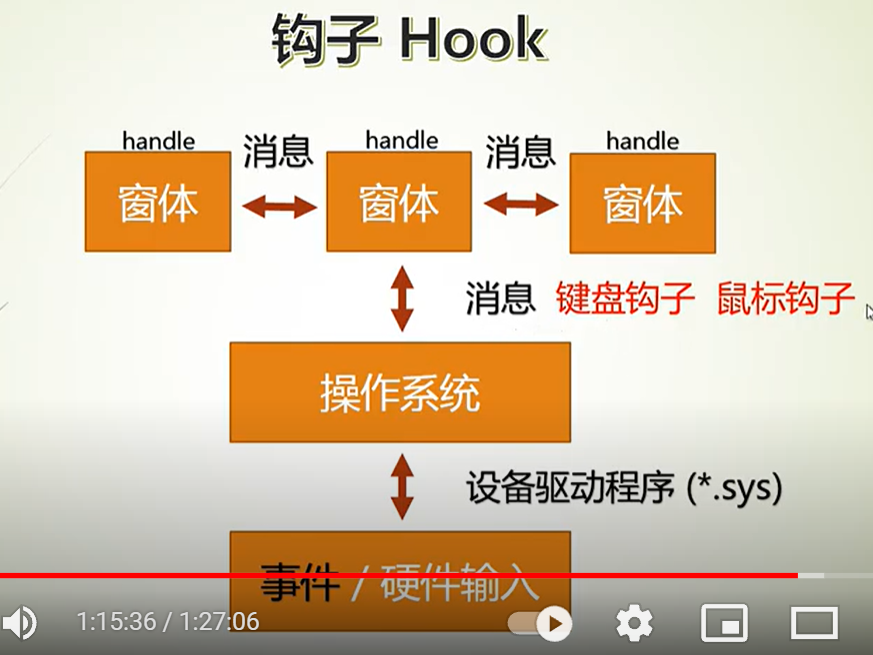 钩子 Hook
handle 消息 handle 消息 handle
窗体 窗体 窗体
消息 键盘钩子 鼠标钩子
操作系统
设备驱动程序 (*.sys)
事件 / 硬件输入
1:15:36 / 1:27:06